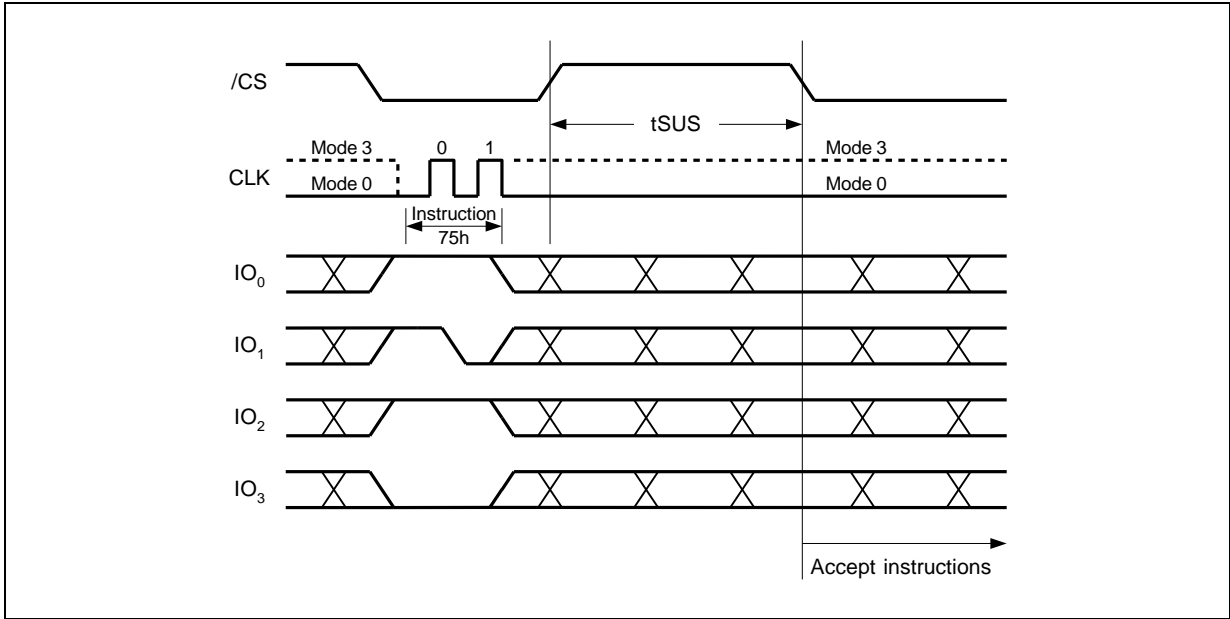 /CS
tSUS
Mode 3 0 1 Mode 3
CLK
Mode 0 Mode 0
Instruction
75h
IO0
IO1
IO2
IO3
Accept instructions